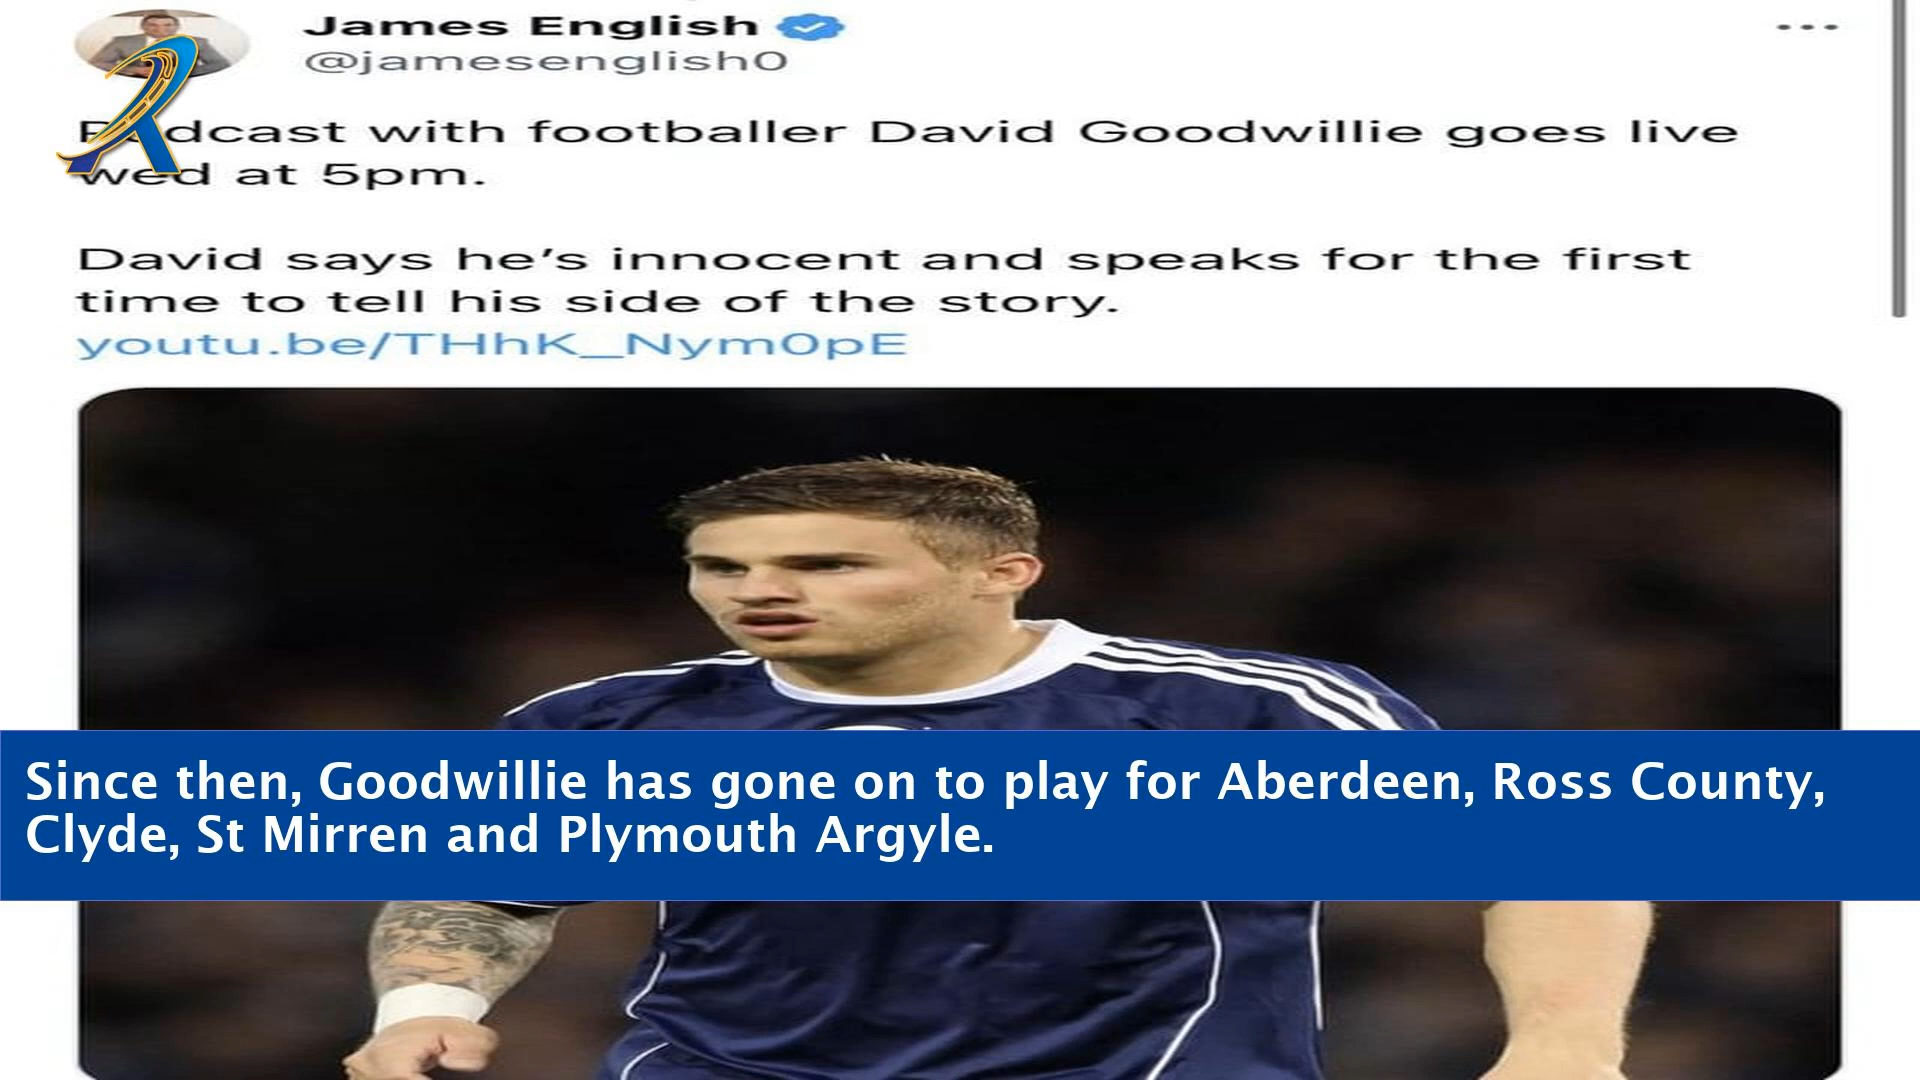 James English
@jamesenglish0
Podcast with footballer David Goodwillie goes live
wed at 5pm.
David says he's innocent and speaks for the first
time to tell his side of the story.
youtu.be/THhK_Nym0pE
Since then, Goodwillie has gone on to play for Aberdeen, Ross County,
Clyde, St Mirren and Plymouth Argyle.